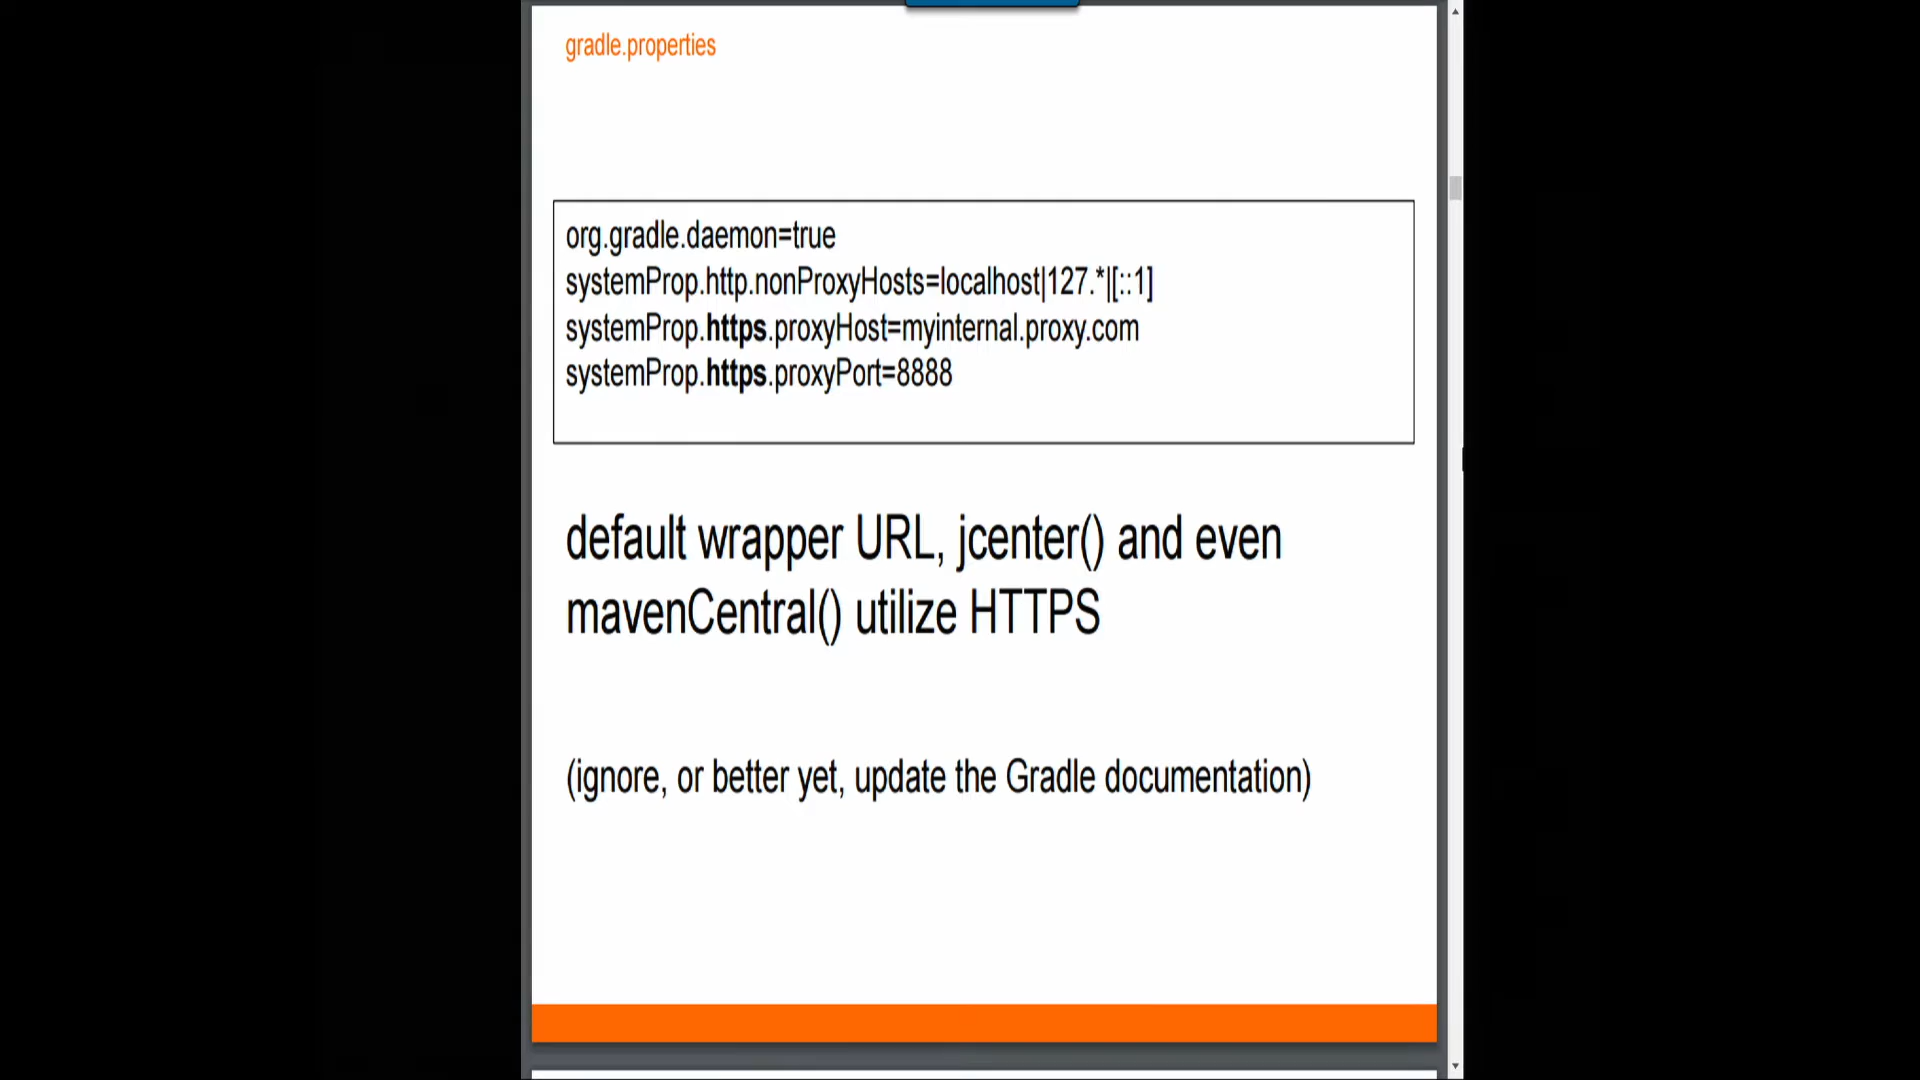 gradle.properties
org.gradle.daemon=true
systemProp.http.nonProxyHosts=localhost|127.*|[::1]
systemProp.https.proxyHost=myinternal.proxy.com
systemProp.https.proxyPort=8888
default wrapper URL, jcenter() and even
mavenCentral() utilize HTTPS
(ignore, or better yet, update the Gradle documentation)